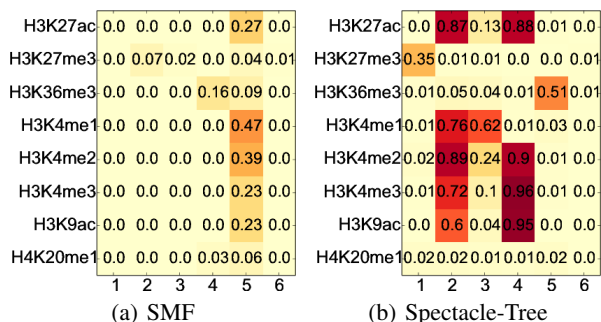 H3K27ac 0.0 0.0 0.0 0.0 0.27 0.0
H3K27me3 0.0 0.07 0.02 0.0 0.04 0.01
H3K36me3 0.0 0.0 0.0 0.16 0.09 0.0
H3K4me1 0.0 0.0 0.0 0.0 0.47 0.0
H3K4me2 0.0 0.0 0.0 0.0 0.39 0.0
H3K4me3 0.0 0.0 0.0 0.0 0.23 0.0
H3K9ac 0.0 0.0 0.0 0.0 0.23 0.0
H4K20me1 0.0 0.0 0.0 0.03 0.06 0.0
1 2 3 4 5 6
(a) SMF
H3K27ac 0.0 0.87 0.13 0.88 0.01 0.0
H3K27me3 0.35 0.01 0.01 0.0 0.0 0.01
H3K36me3 0.01 0.05 0.04 0.01 0.51 0.01
H3K4me1 0.01 0.76 0.62 0.01 0.03 0.0
H3K4me2 0.02 0.89 0.24 0.9 0.01 0.0
H3K4me3 0.01 0.72 0.1 0.96 0.01 0.0
H3K9ac 0.0 0.6 0.04 0.95 0.01 0.0
H4K20me1 0.02 0.02 0.01 0.01 0.02 0.0
1 2 3 4 5 6
(b) Spectacle-Tree